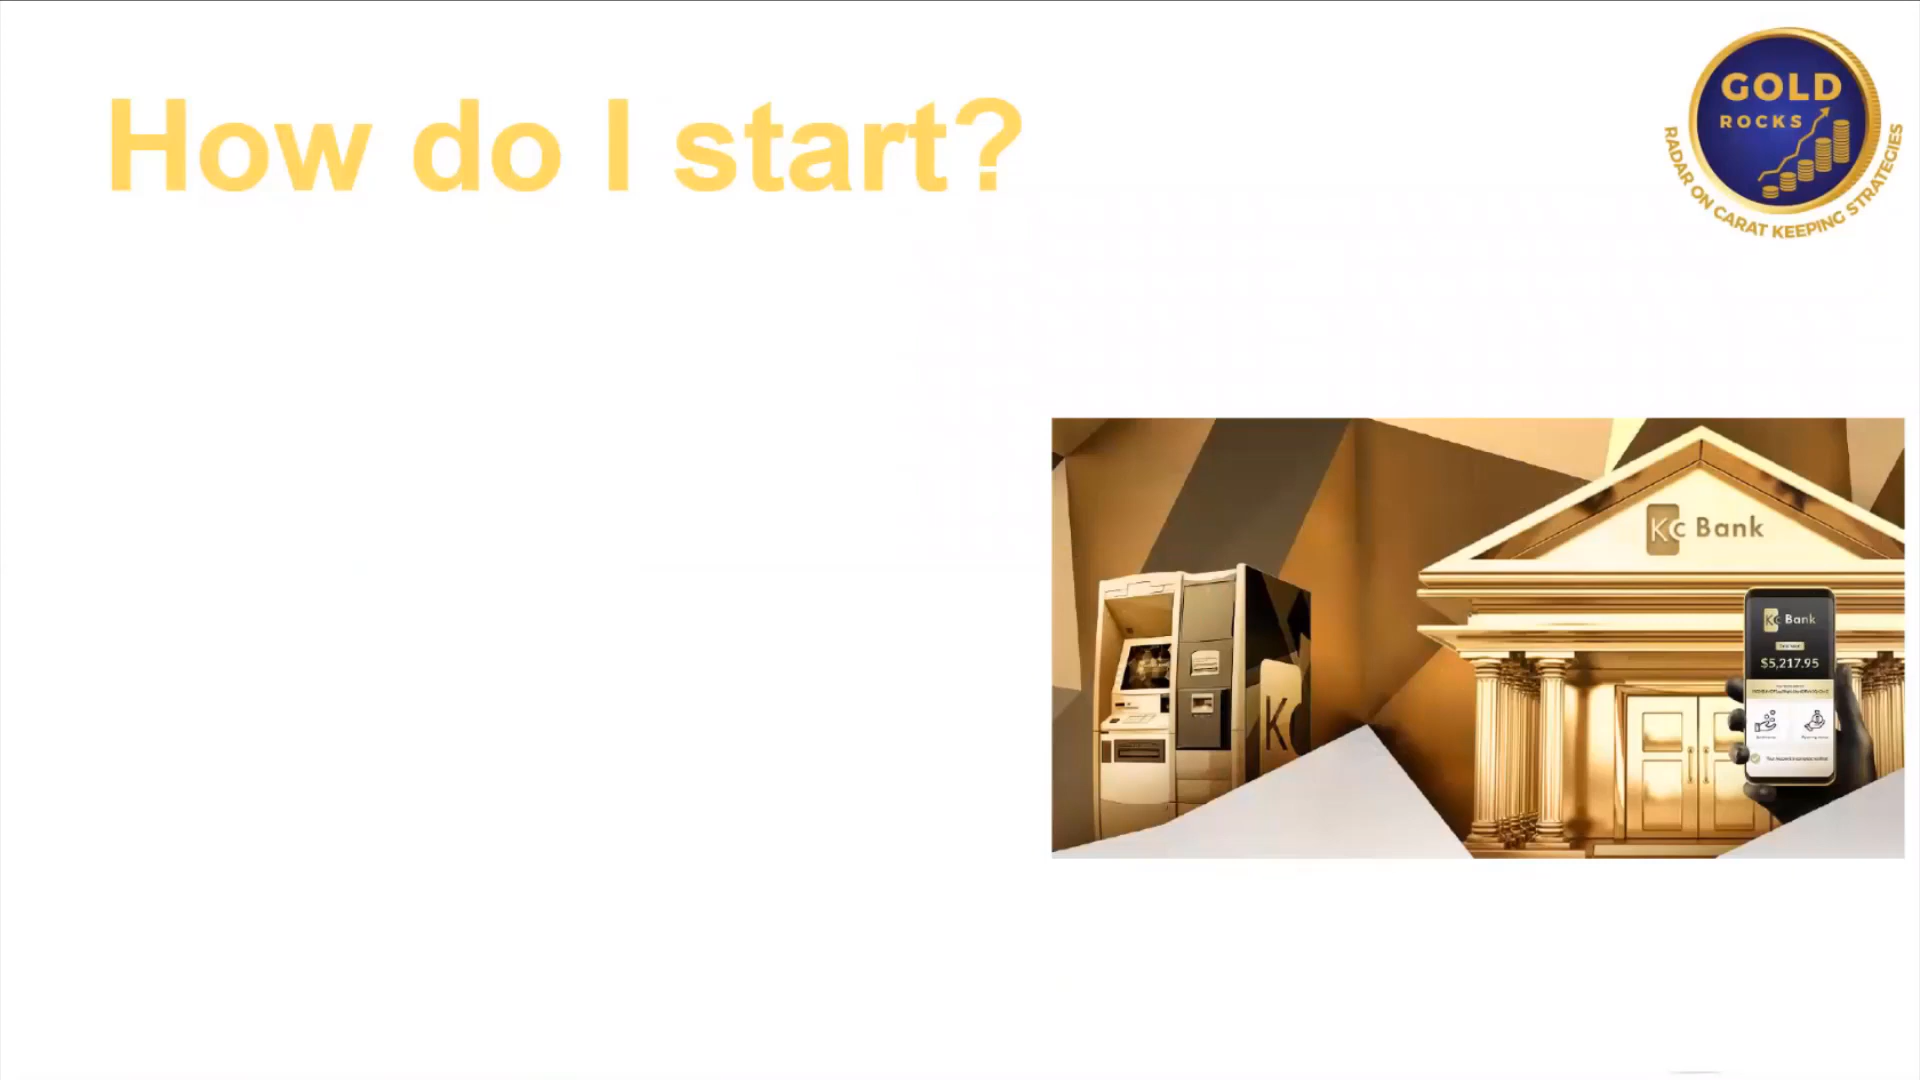 How do I start?
GOLD
ROCKS
RADAR ON CARAT KEEPING STRATEGIES
Kc Bank
Kc Bank
$5,217.95
K